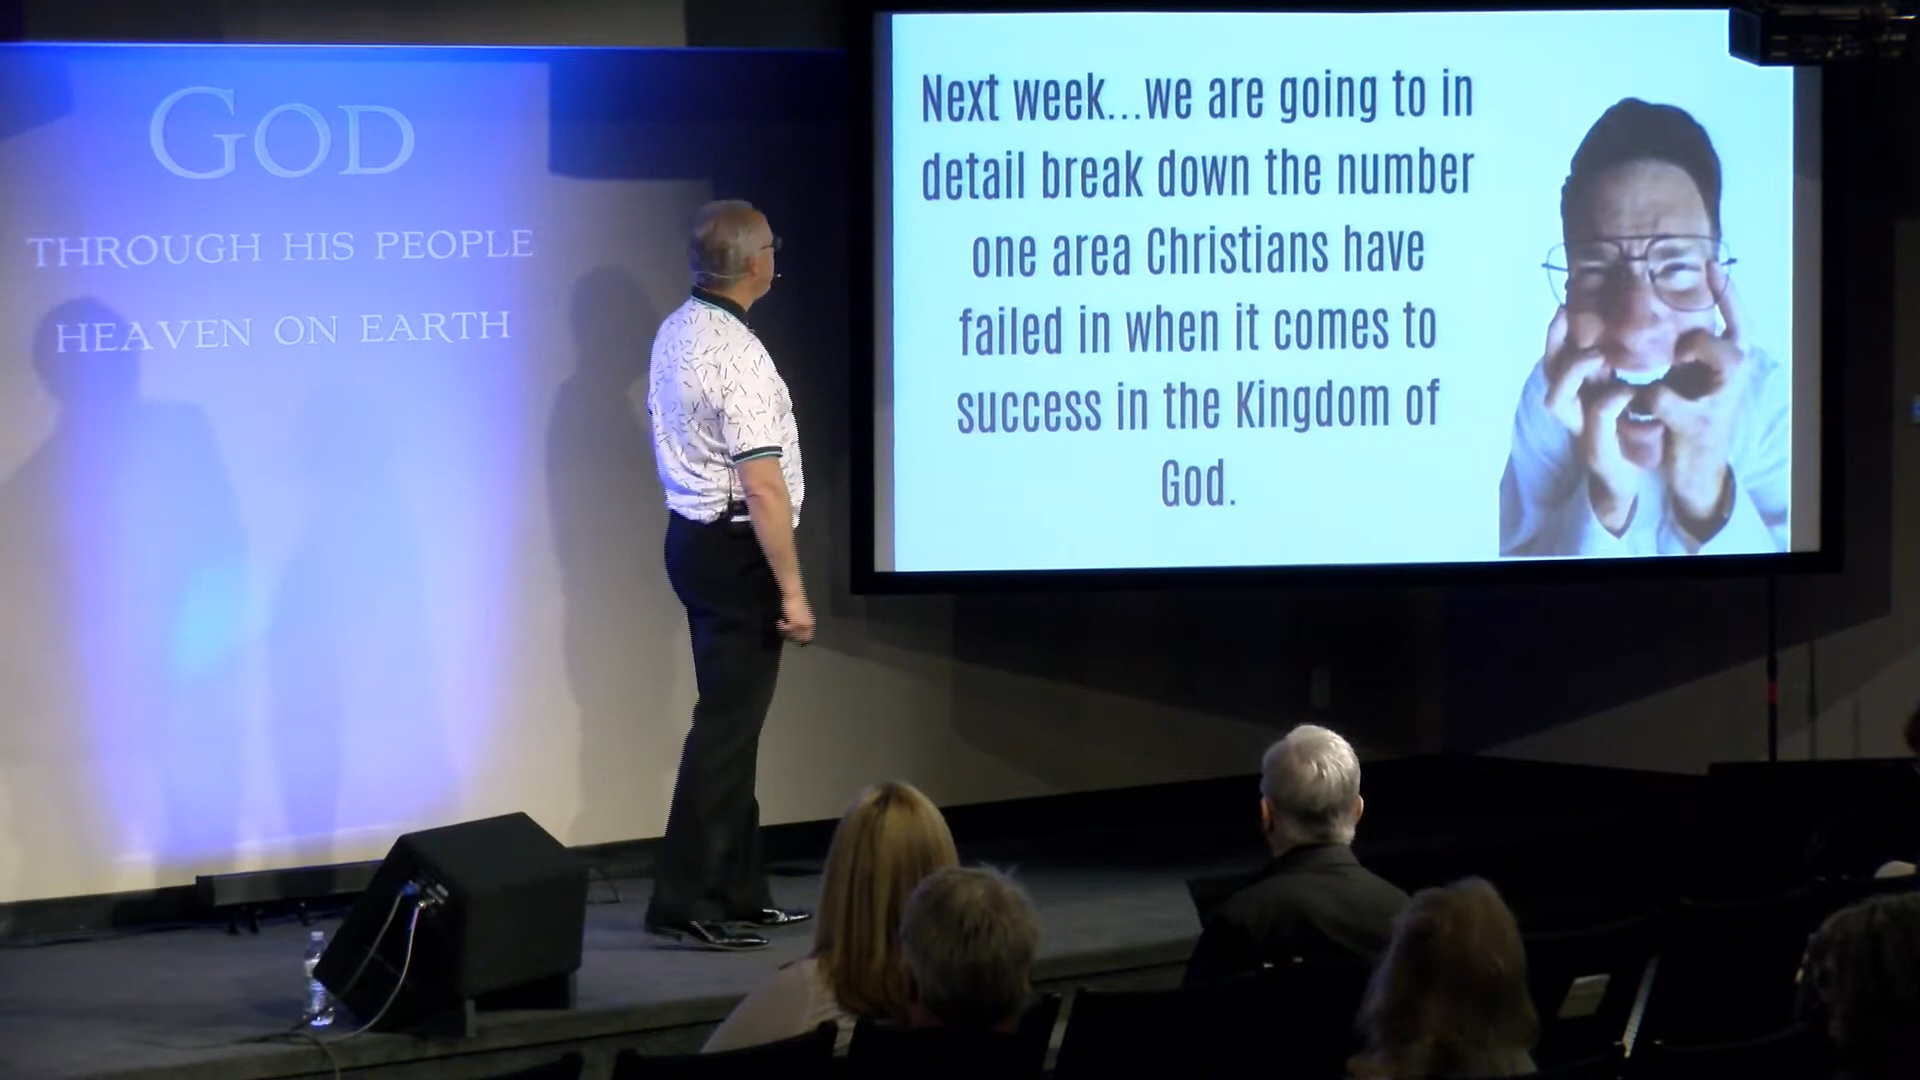 GOD
THROUGH HIS PEOPLE
HEAVEN ON EARTH
Next week...we are going to in
detail break down the number
one area Christians have
failed in when it comes to
success in the Kingdom of
God.